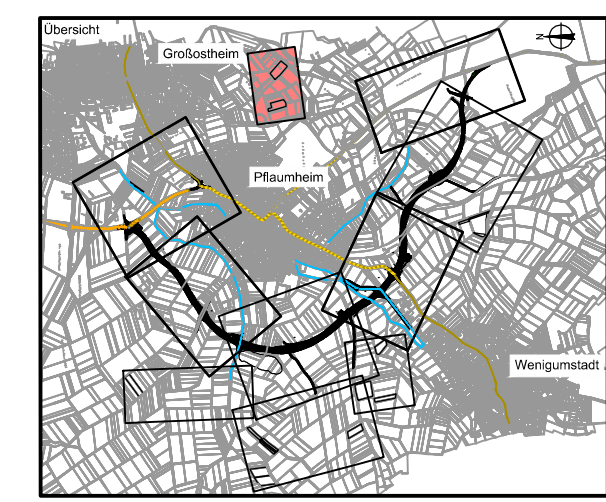 Übersicht
Großostheim
N
Pflaumheim
Wenigumstadt